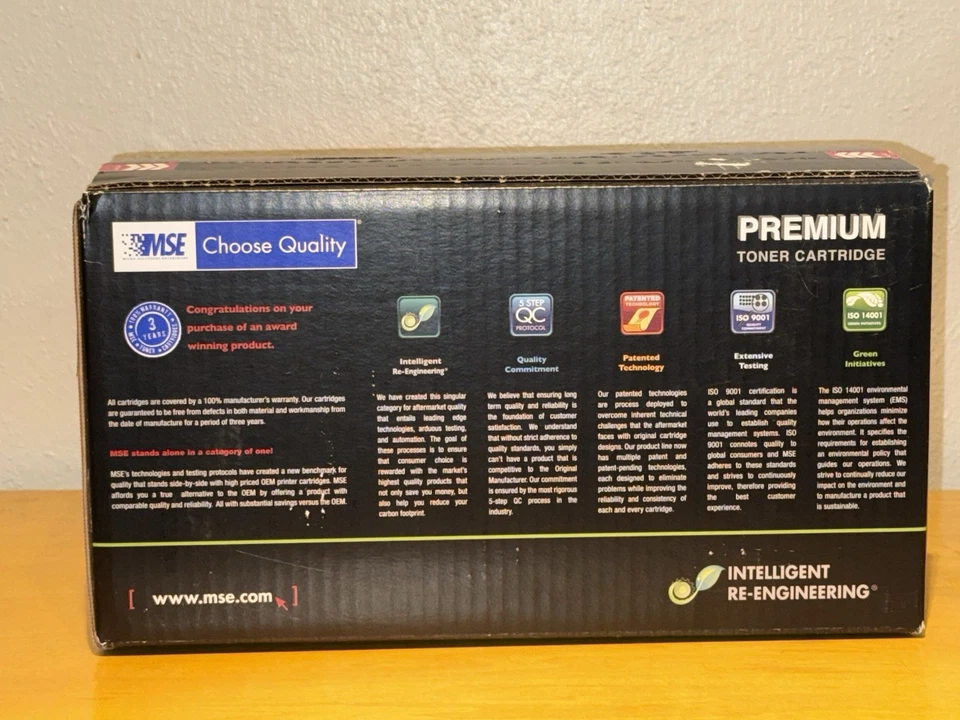 MSE Choose Quality
PREMIUM
TONER CARTRIDGE
100% WARRANTY
3
YEARS
MSE TONER CARTRIDGES
Congratulations on your
purchase of an award
winning product.
All cartridges are covered by a 100% manufacturer's warranty. Our cartridges
are guaranteed to be free from defects in both material and workmanship from
the date of manufacture for a period of three years.
MSE stands alone in a category of one!
MSE's technologies and testing protocols have created a new benchmark for
quality that stands side-by-side with high priced OEM printer cartridges. MSE
affords you a true alternative to the OEM by offering a product with
comparable quality and reliability. All with substantial savings versus the OEM.
Intelligent
Re-Engineering®
We have created this singular
category for aftermarket quality
that entails leading edge
technologies, arduous testing,
and automation. The goal of
these processes is to ensure
that consumer choice is
rewarded with the market's
highest quality products that
not only save you money, but
also help you reduce your
carbon footprint.
5 STEP
QC
PROTOCOL
Quality
Commitment
We believe that ensuring long
term quality and reliability is
the foundation of customer
satisfaction. We understand
that without strict adherence to
quality standards, you simply
can't have a product that is
competitive to the Original
Manufacturer. Our commitment
is ensured by the most rigorous
5-step QC process in the
industry.
PATENTED
TECHNOLOGY
Patented
Technology
Our patented technologies
are process deployed to
overcome inherent technical
challenges that the aftermarket
faces with original cartridge
designs. Our product line now
has multiple patent and
patent-pending technologies,
each designed to eliminate
problems while improving the
reliability and consistency of
each and every cartridge.
ISO 9001
QUALITY
COMMITMENT
Extensive
Testing
ISO 9001 certification is
a global standard that the
world's leading companies
use to establish quality
management systems. ISO
9001 connotes quality to
global consumers and MSE
adheres to these standards
and strives to continually
improve, therefore providing
the best customer
experience.
ISO 14001
GREEN INITIATIVES
Green
Initiatives
The ISO 14001 environmental
management system (EMS)
helps organizations minimize
how their operations affect the
environment. It specifies the
requirements for establishing
an environmental policy that
guides our operations. We
strive to continually reduce our
impact on the environment and
to manufacture a product that
is sustainable.
[ www.mse.com ]
INTELLIGENT
RE-ENGINEERING®